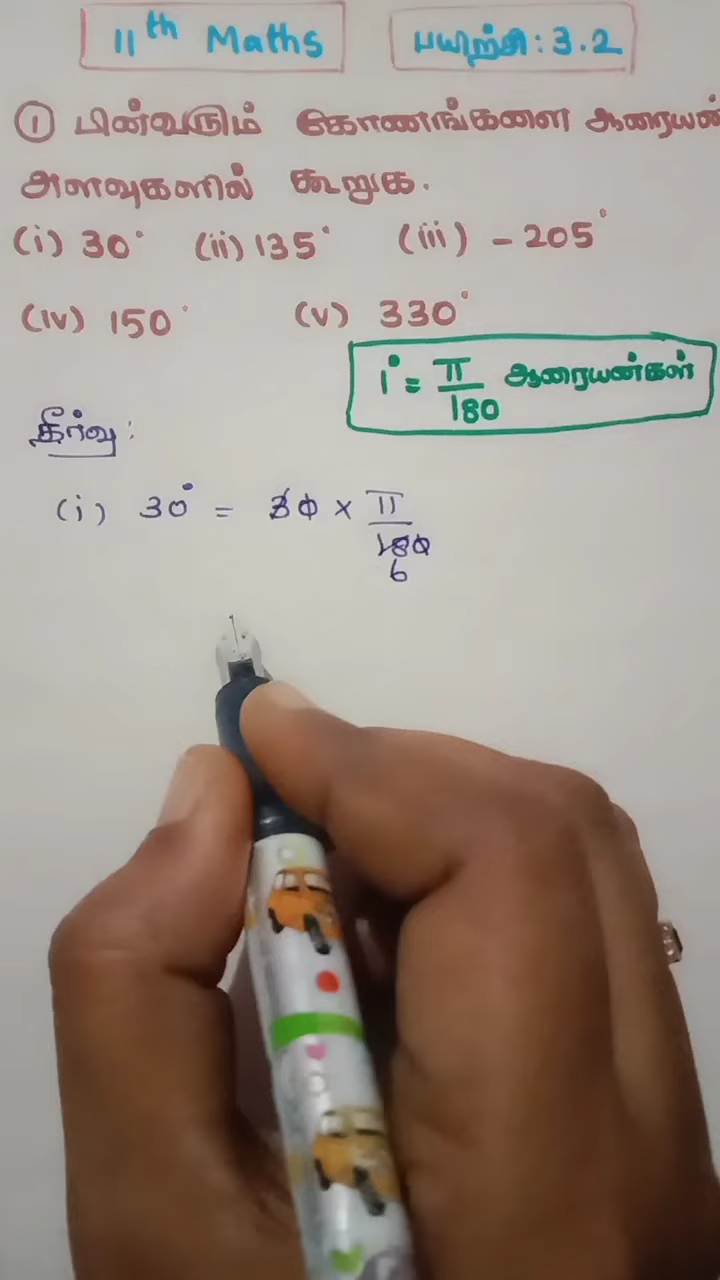 11th Maths பயிற்சி: 3.2
① பின்வரும் கோணங்களை ஆரையன்
அளவுகளில் கூறுக.
(i) 30° (ii) 135° (iii) -205°
(iv) 150° (v) 330°
1° = π/180 ஆரையன்கள்
தீர்வு:
(i) 30° = 30 × π/180
6